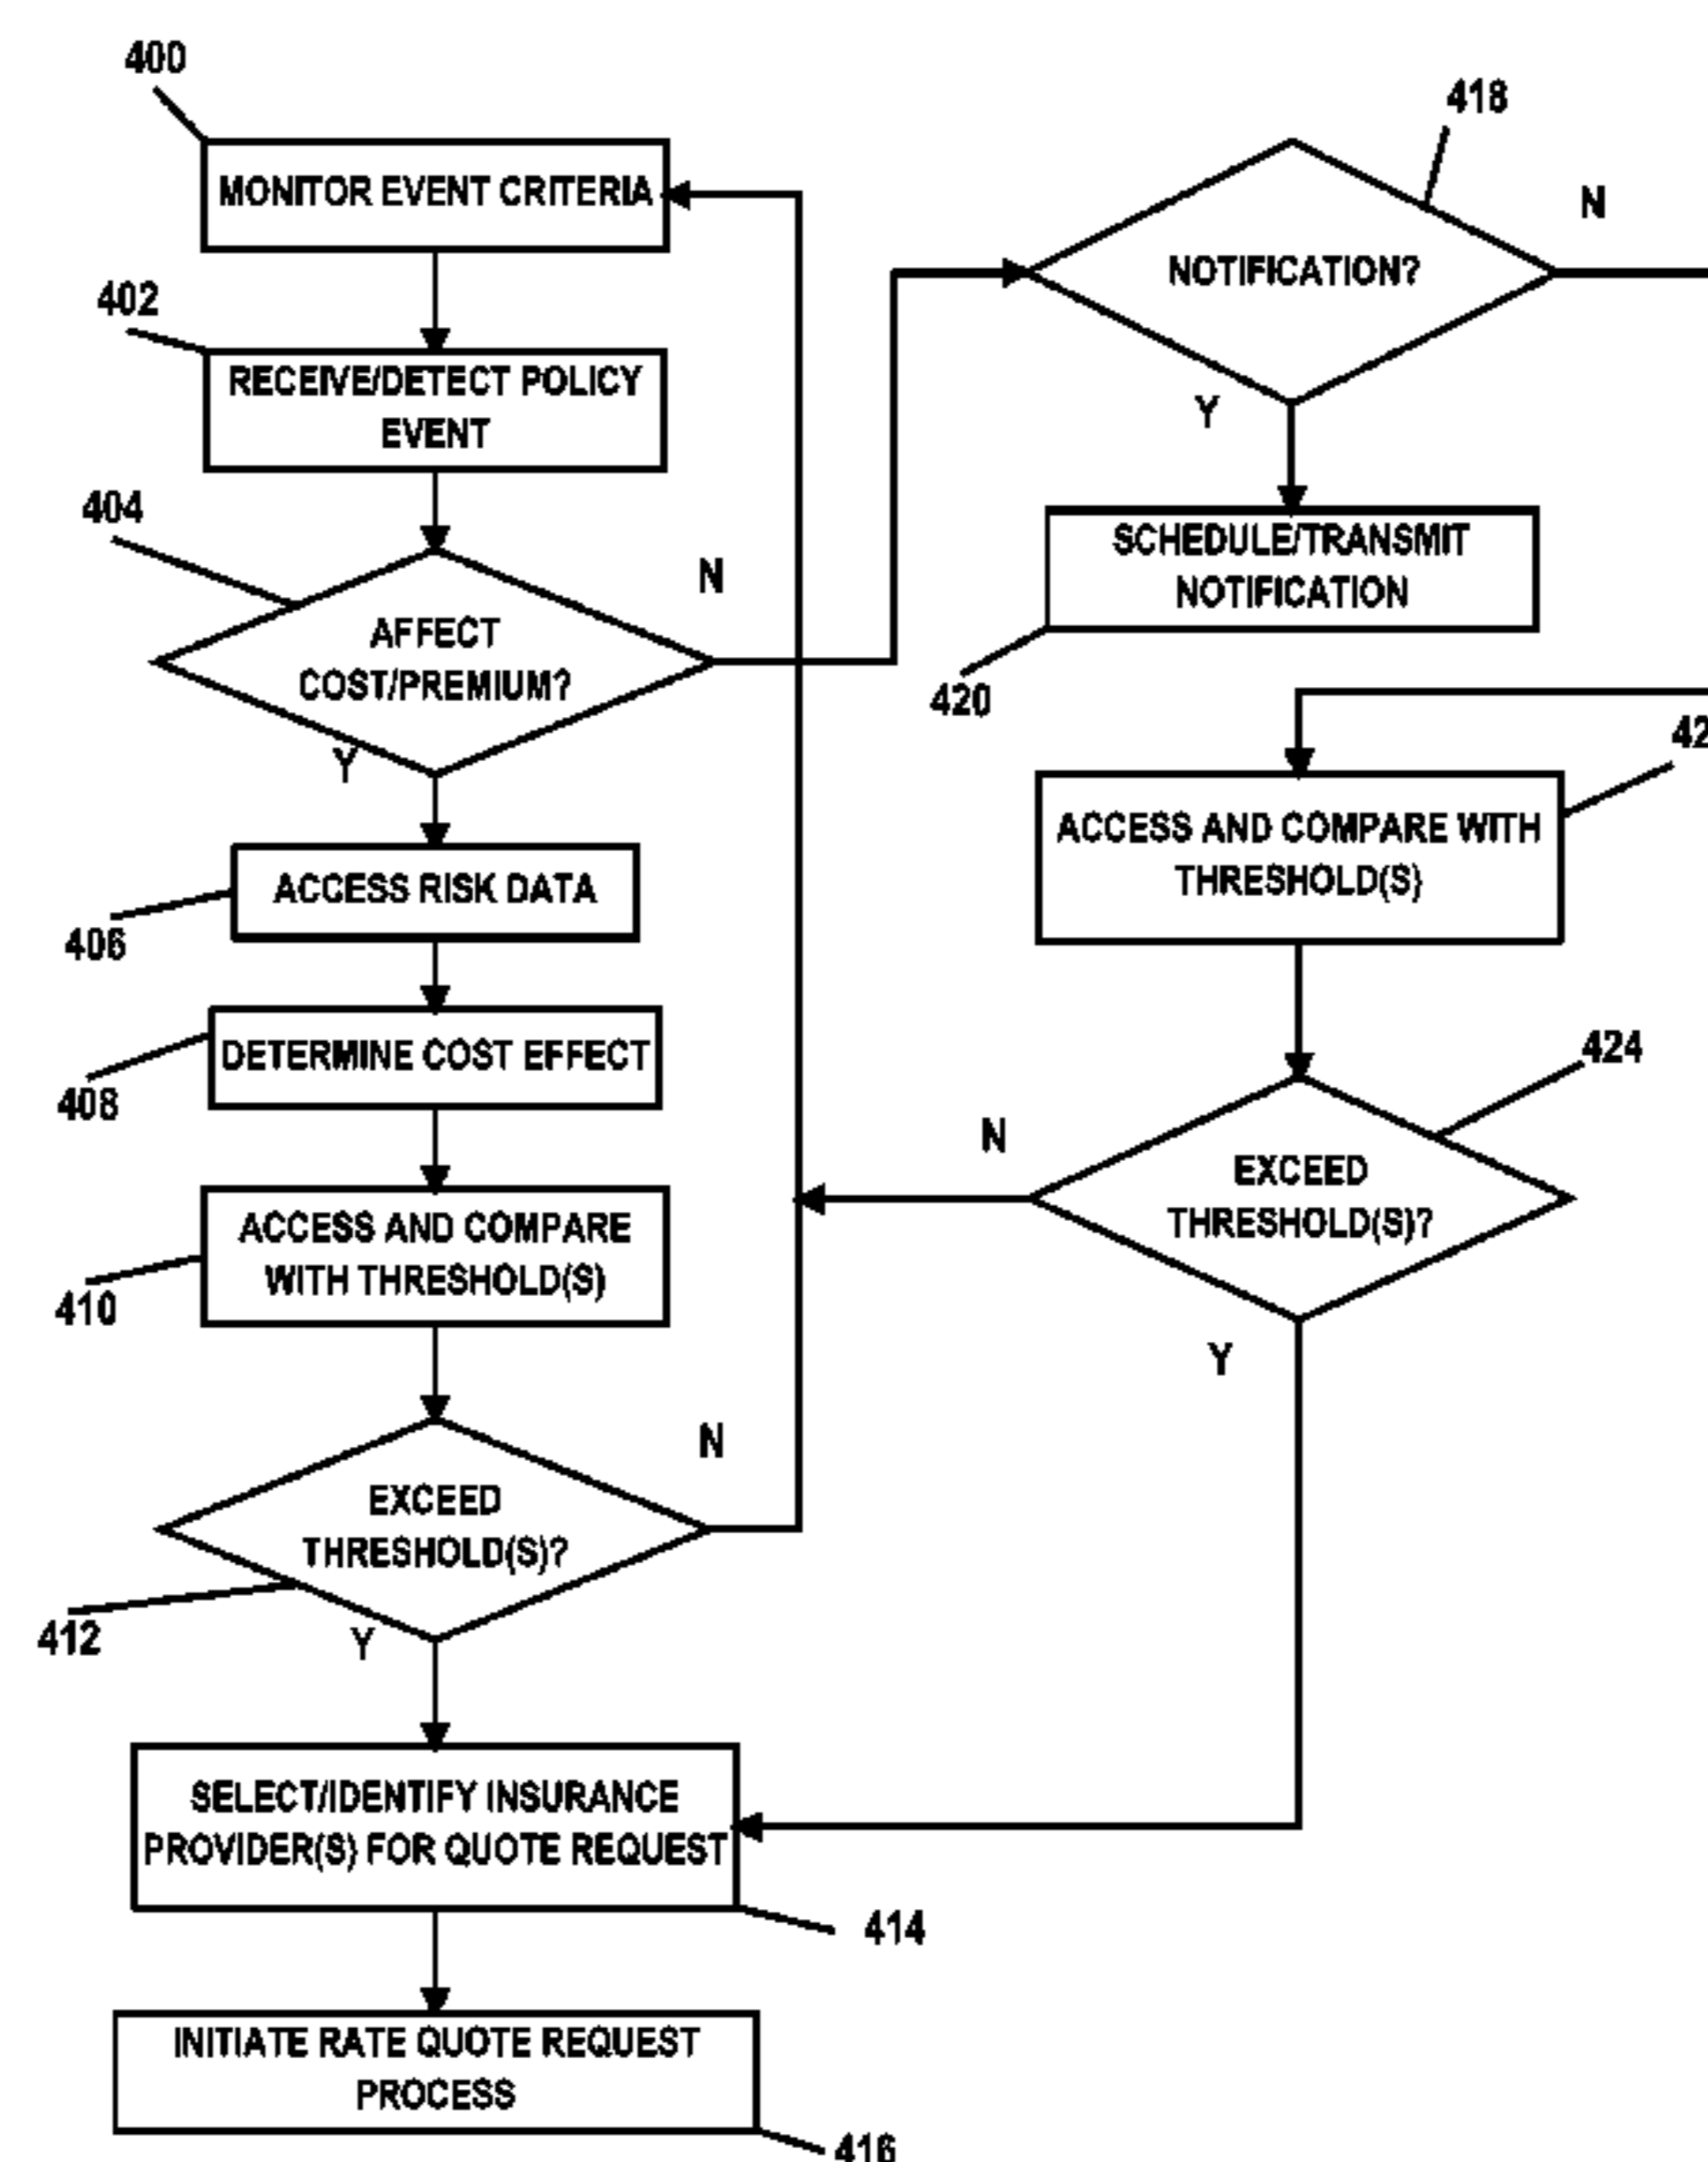 400
MONITOR EVENT CRITERIA
402
RECEIVE/DETECT POLICY
EVENT
404
AFFECT
COST/PREMIUM?
N
Y
ACCESS RISK DATA
406
DETERMINE COST EFFECT
408
ACCESS AND COMPARE
WITH THRESHOLD(S)
410
EXCEED
THRESHOLD(S)?
N
412
Y
SELECT/IDENTIFY INSURANCE
PROVIDER(S) FOR QUOTE REQUEST
414
INITIATE RATE QUOTE REQUEST
PROCESS
416
418
NOTIFICATION?
N
Y
SCHEDULE/TRANSMIT
NOTIFICATION
420
ACCESS AND COMPARE WITH
THRESHOLD(S)
424
EXCEED
THRESHOLD(S)?
N
Y